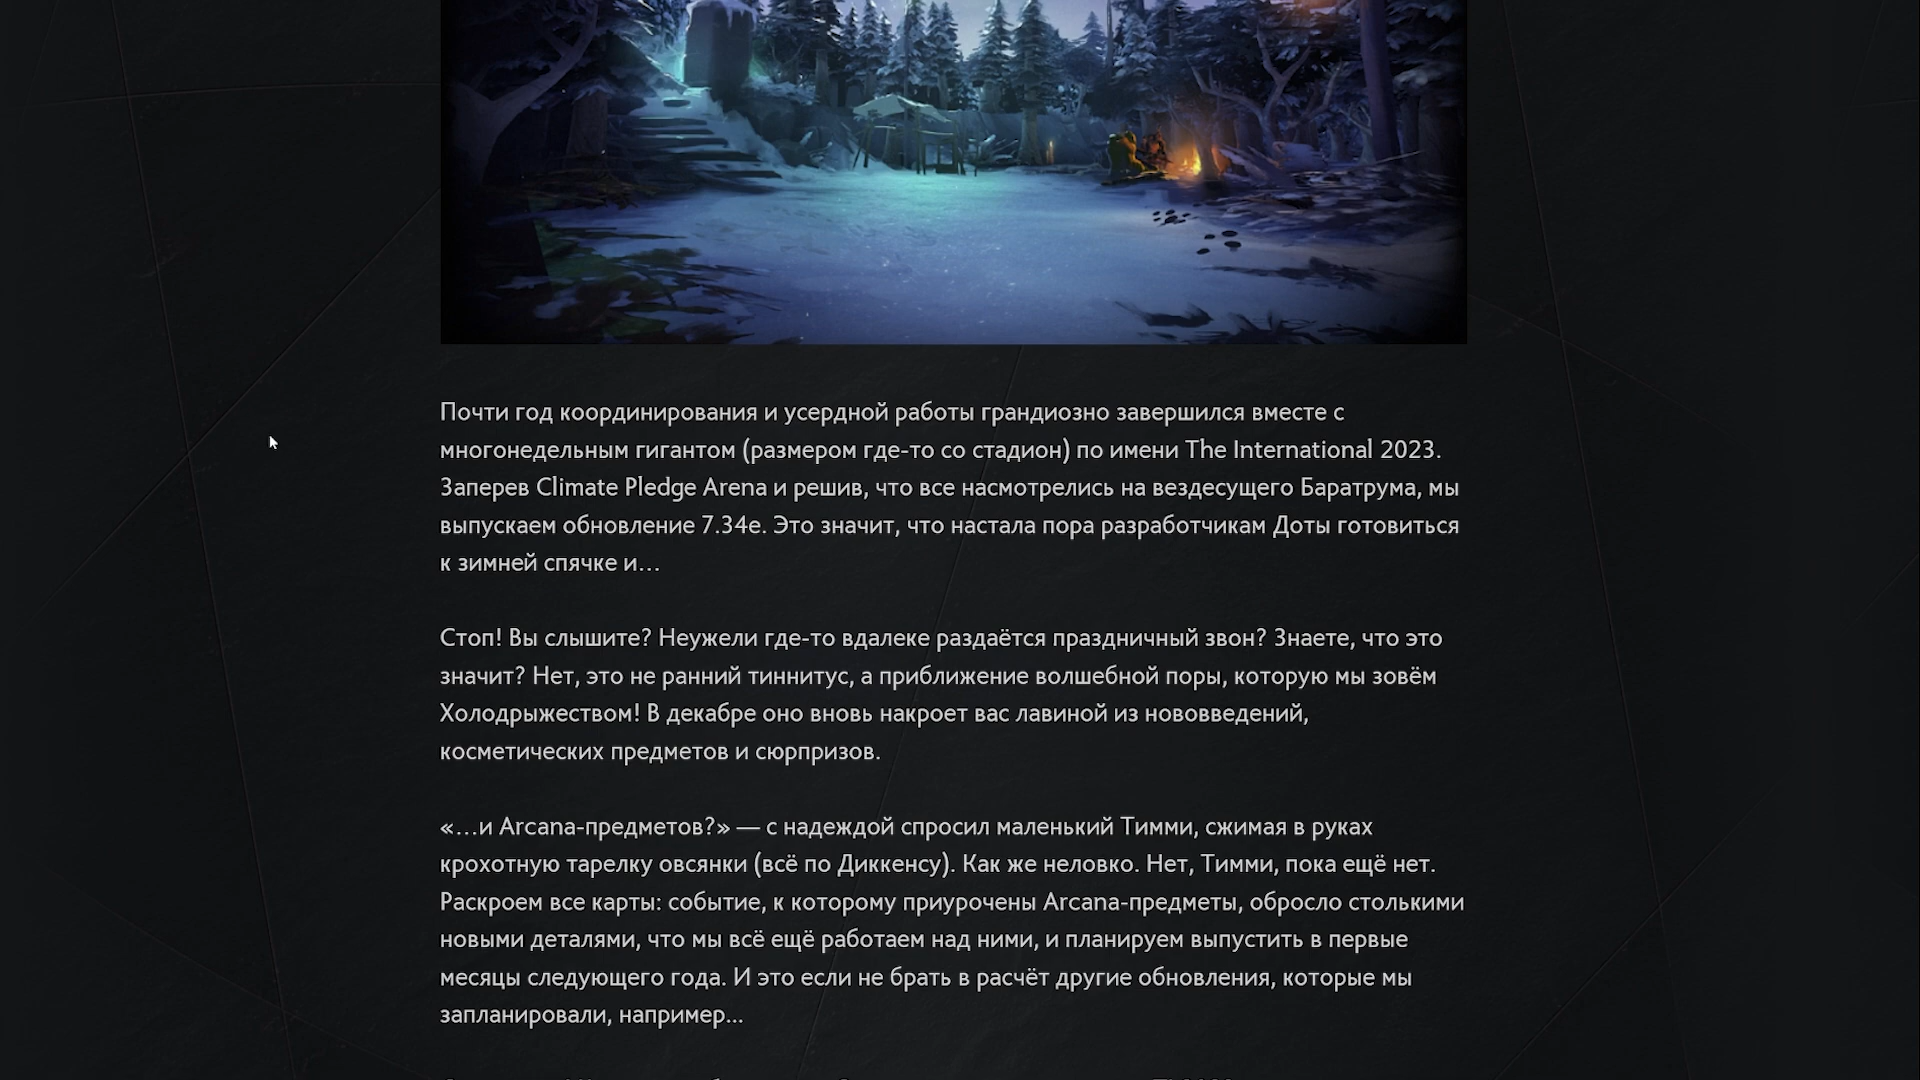 Почти год координирования и усердной работы грандиозно завершился вместе с
многонедельным гигантом (размером где-то со стадион) по имени The International 2023.
Заперев Climate Pledge Arena и решив, что все насмотрелись на вездесущего Баратрума, мы
выпускаем обновление 7.34e. Это значит, что настала пора разработчикам Доты готовиться
к зимней спячке и…
Стоп! Вы слышите? Неужели где-то вдалеке раздаётся праздничный звон? Знаете, что это
значит? Нет, это не ранний тиннитус, а приближение волшебной поры, которую мы зовём
Холодрыжеством! В декабре оно вновь накроет вас лавиной из нововведений,
косметических предметов и сюрпризов.
«…и Arcana-предметов?» — с надеждой спросил маленький Тимми, сжимая в руках
крохотную тарелку овсянки (всё по Диккенсу). Как же неловко. Нет, Тимми, пока ещё нет.
Раскроем все карты: событие, к которому приурочены Arcana-предметы, обросло столькими
новыми деталями, что мы всё ещё работаем над ними, и планируем выпустить в первые
месяцы следующего года. И это если не брать в расчёт другие обновления, которые мы
запланировали, например...